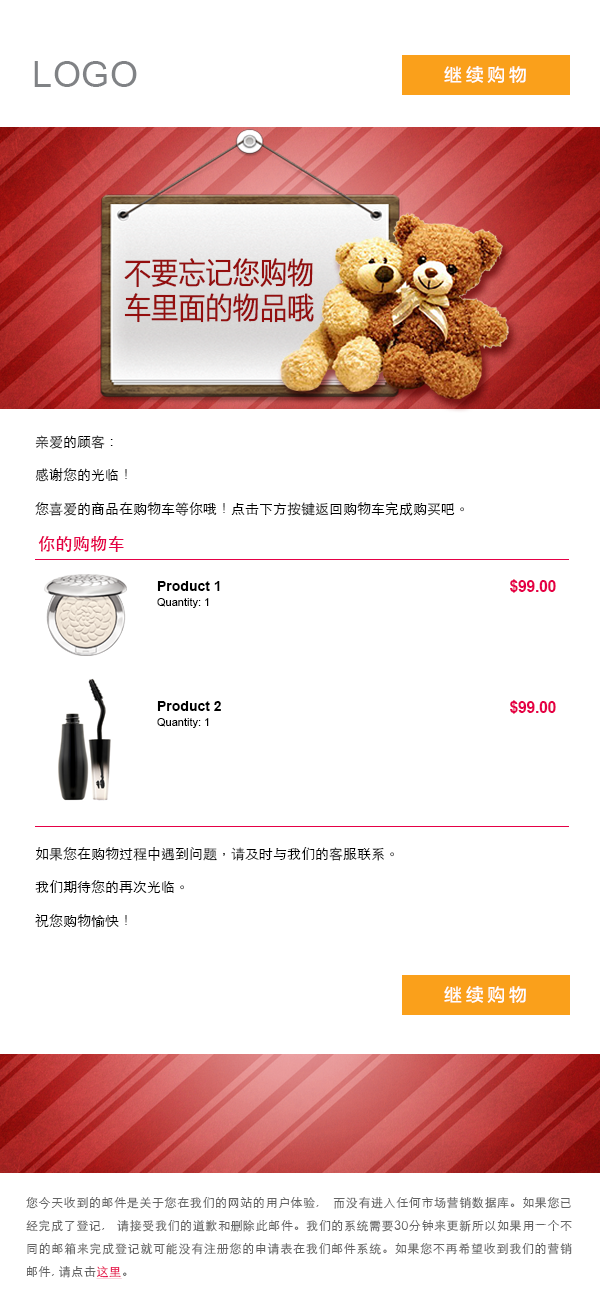 LOGO
继续购物
不要忘记您购物
车里面的物品哦
亲爱的顾客：
感谢您的光临！
您喜爱的商品在购物车等你哦！点击下方按键返回购物车完成购买吧。
你的购物车
Product 1
$99.00
Quantity: 1
Product 2
$99.00
Quantity: 1
如果您在购物过程中遇到问题，请及时与我们的客服联系。
我们期待您的再次光临。
祝您购物愉快！
继续购物
您今天收到的邮件是关于您在我们的网站的用户体验, 而没有进入任何市场营销数据库。如果您已
经完成了登记, 请接受我们的道歉和删除此邮件。我们的系统需要30分钟来更新所以如果用一个不
同的邮箱来完成登记就可能没有注册您的申请表在我们邮件系统。如果您不再希望收到我们的营销
邮件, 请点击这里。